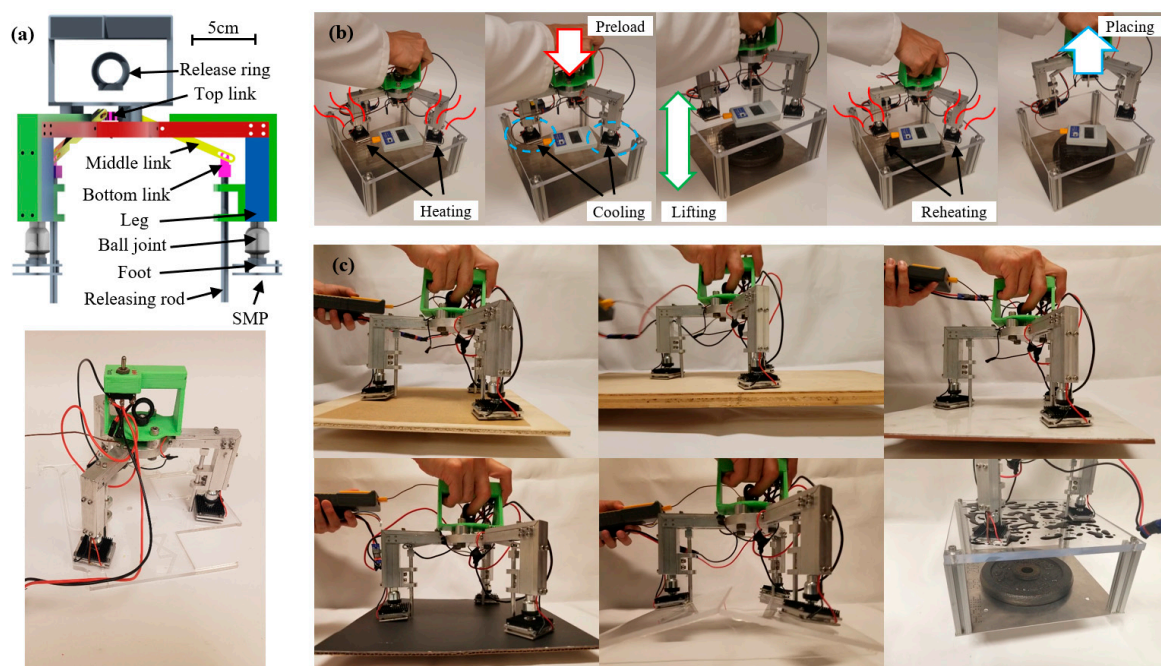 (a)
5cm
Release ring
Top link
Middle link
Bottom link
Leg
Ball joint
Foot
Releasing rod
SMP
(b)
Preload
Placing
Heating
Cooling
Lifting
Reheating
(c)